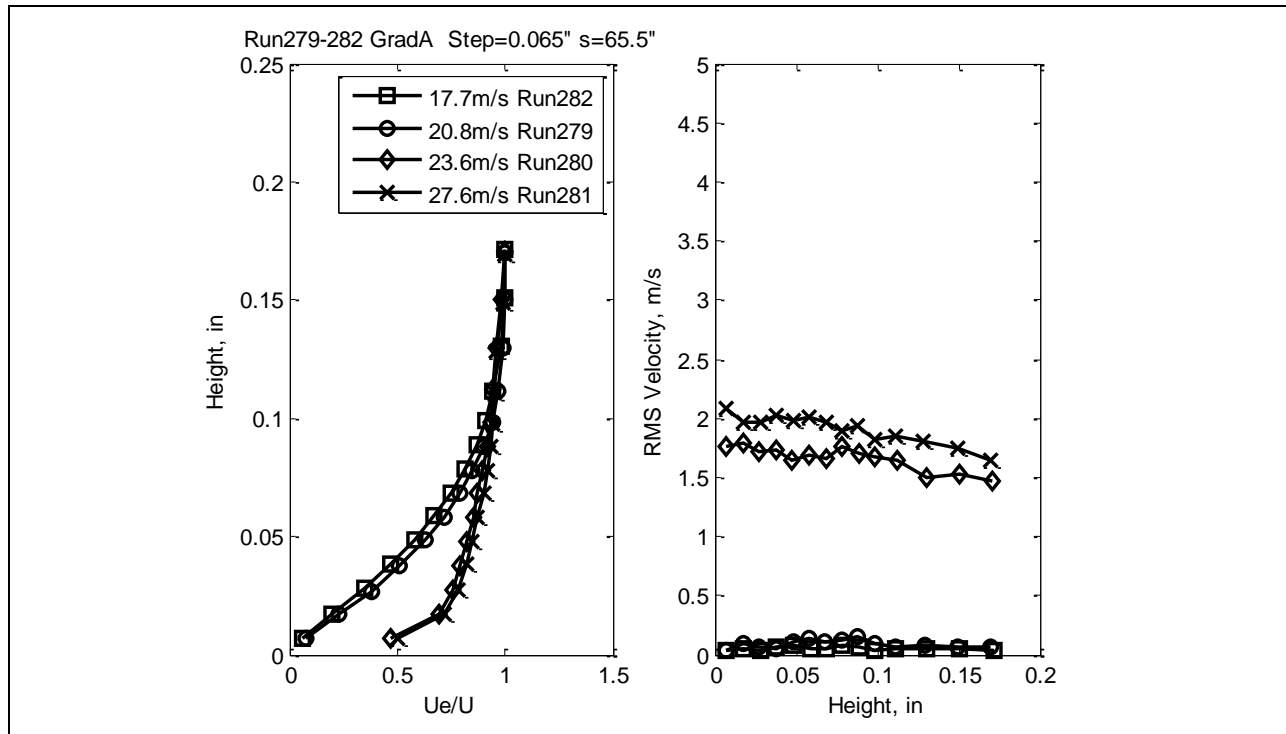 Run279-282 GradA Step=0.065" s=65.5"
0.25
0.2
0.15
0.1
0.05
0
Height, in
17.7m/s Run282
20.8m/s Run279
23.6m/s Run280
27.6m/s Run281
0 0.5 1 1.5
Ue/U
5
4.5
4
3.5
3
2.5
2
1.5
1
0.5
0
RMS Velocity, m/s
0 0.05 0.1 0.15 0.2
Height, in